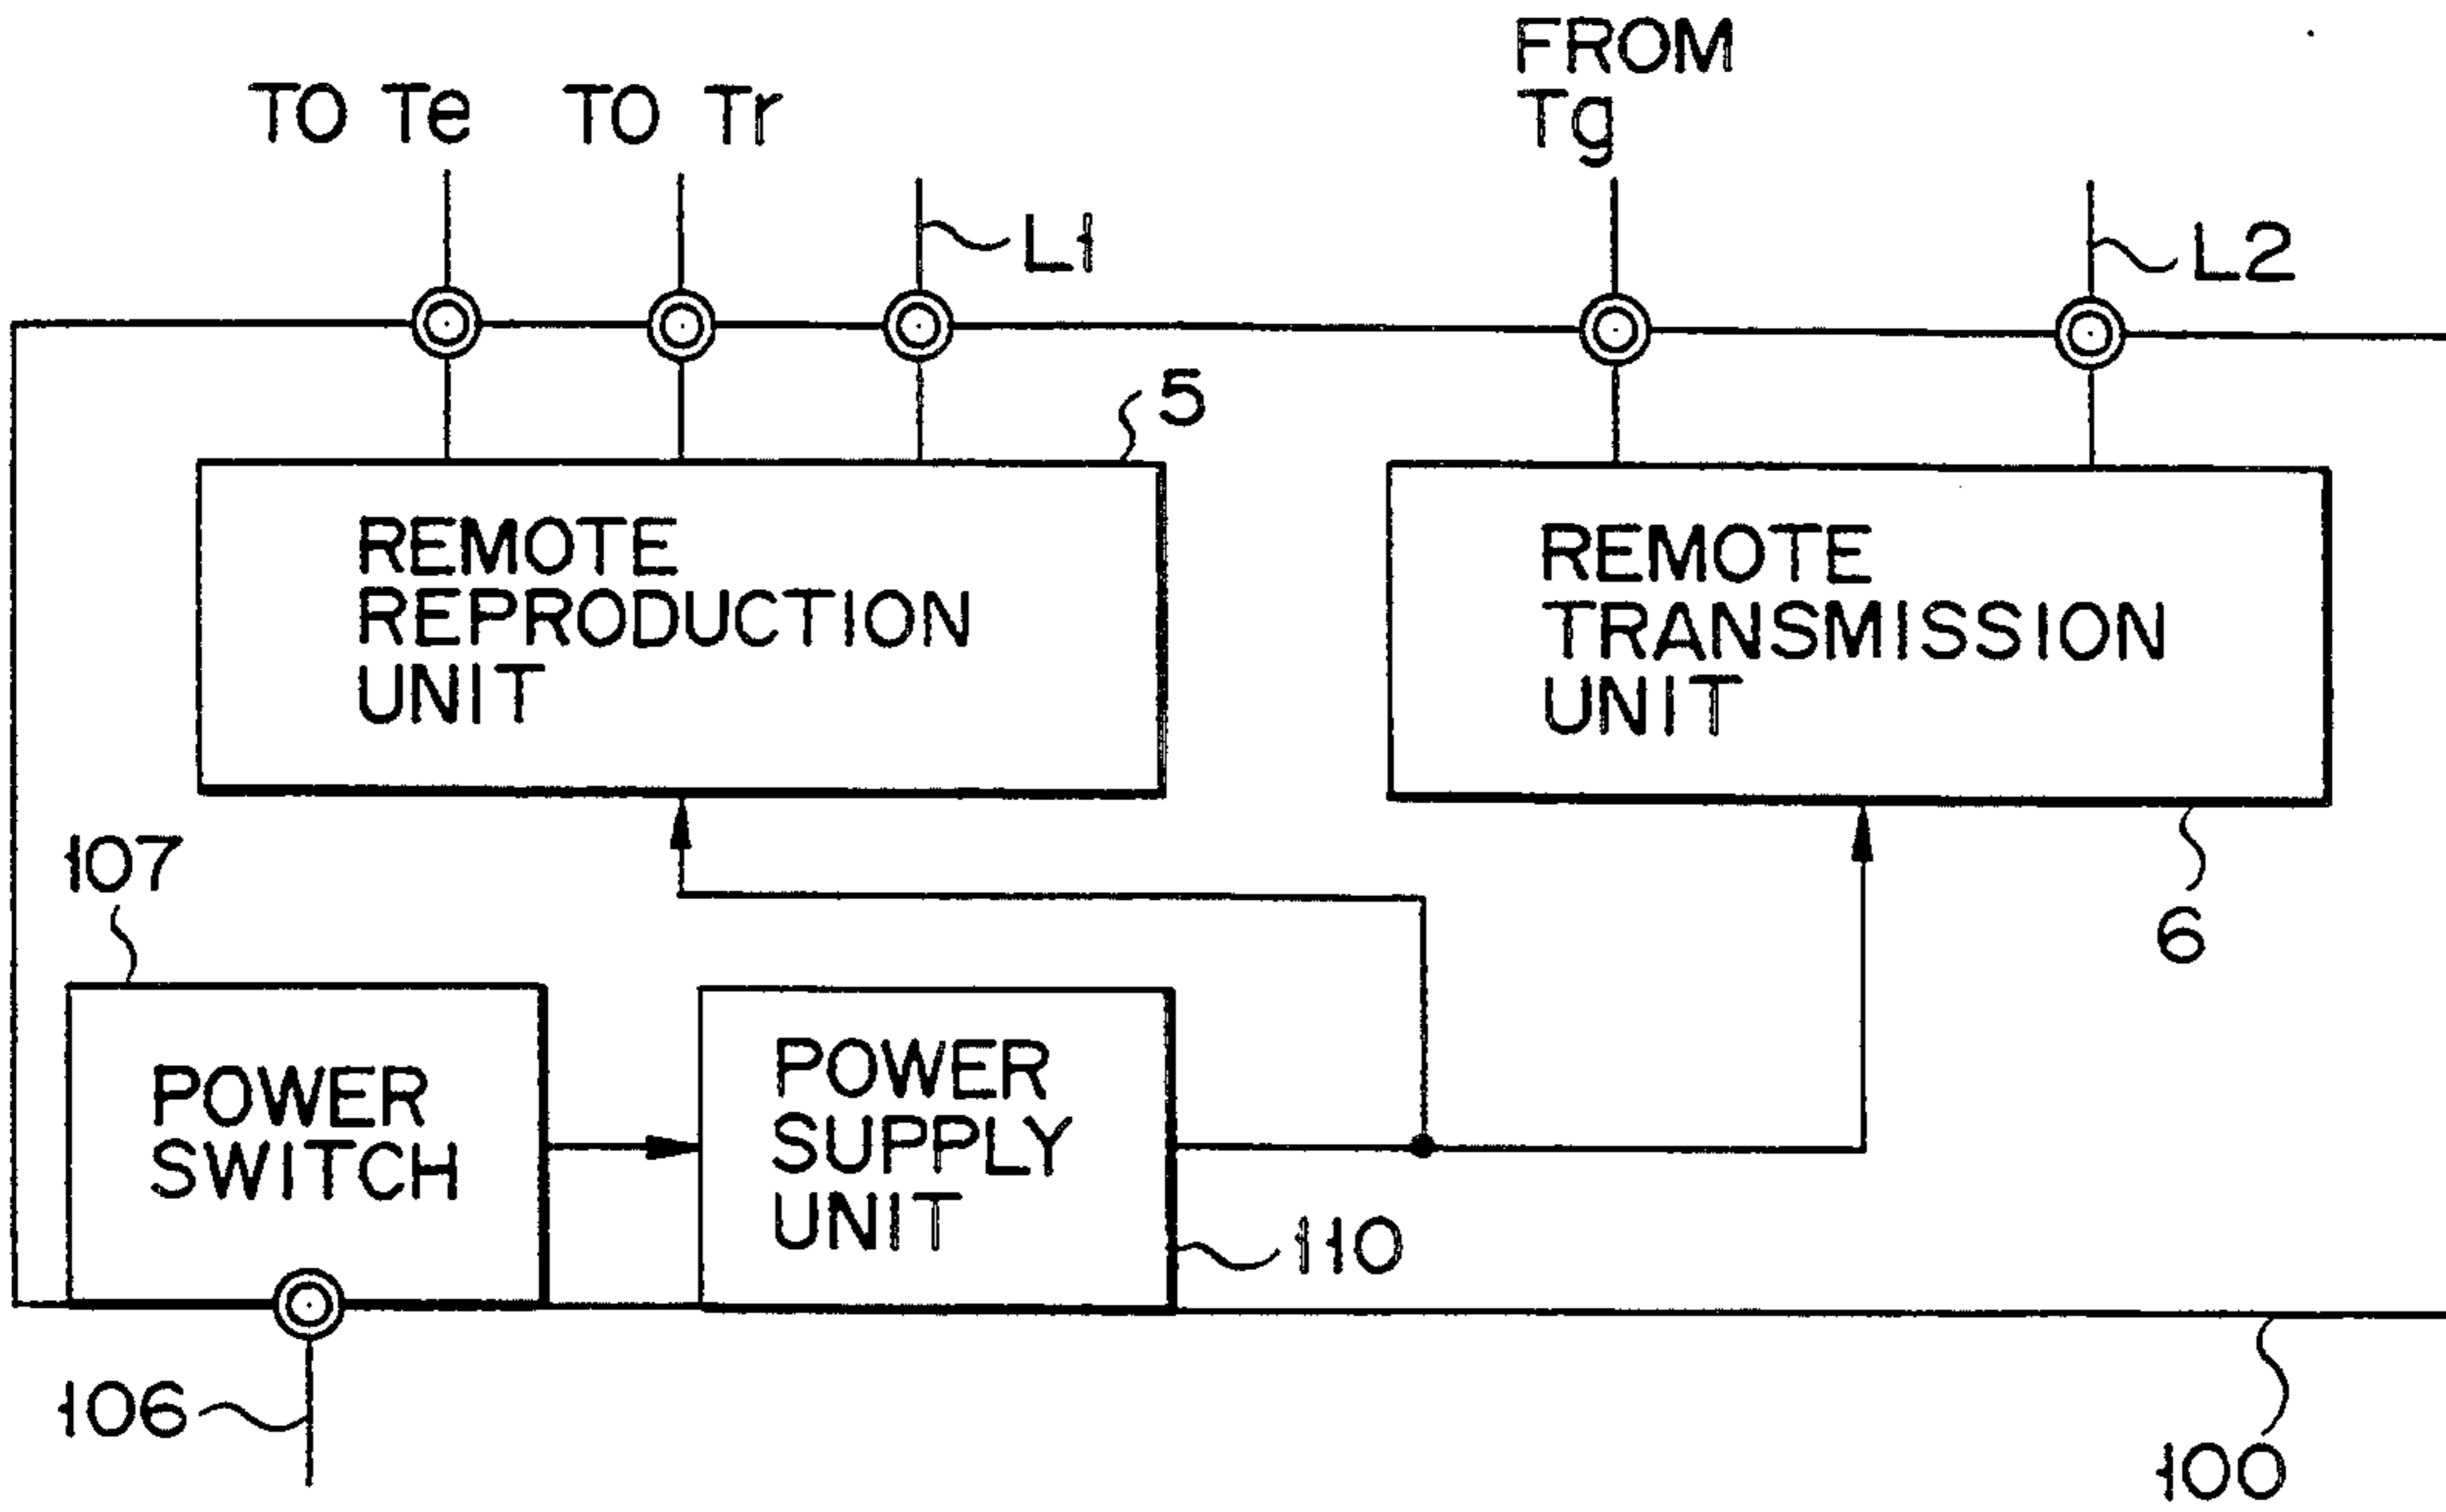 TO Te
TO Tr
FROM
Tg
L1
L2
5
REMOTE
REPRODUCTION
UNIT
REMOTE
TRANSMISSION
UNIT
107
6
POWER
SWITCH
POWER
SUPPLY
UNIT
110
106
100